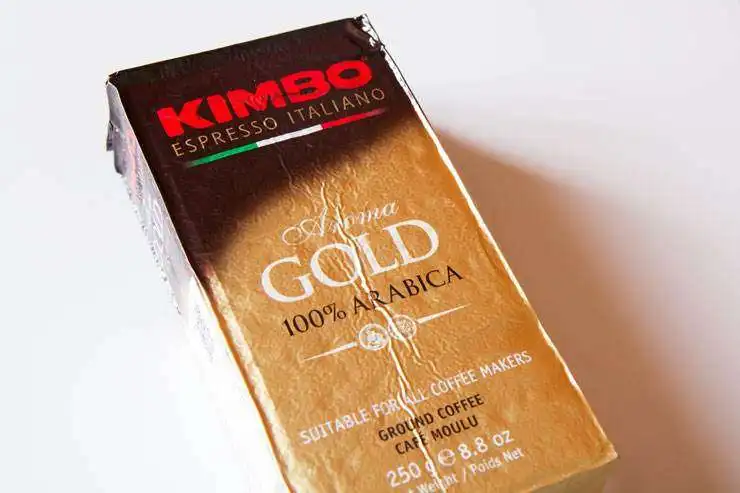 KIMBO
ESPRESSO ITALIANO
Aroma
GOLD
100% ARABICA
SUITABLE FOR ALL COFFEE MAKERS
GROUND COFFEE
CAFÉ MOULU
250 g ℮ 8.8 oz
Weight / Poids Net